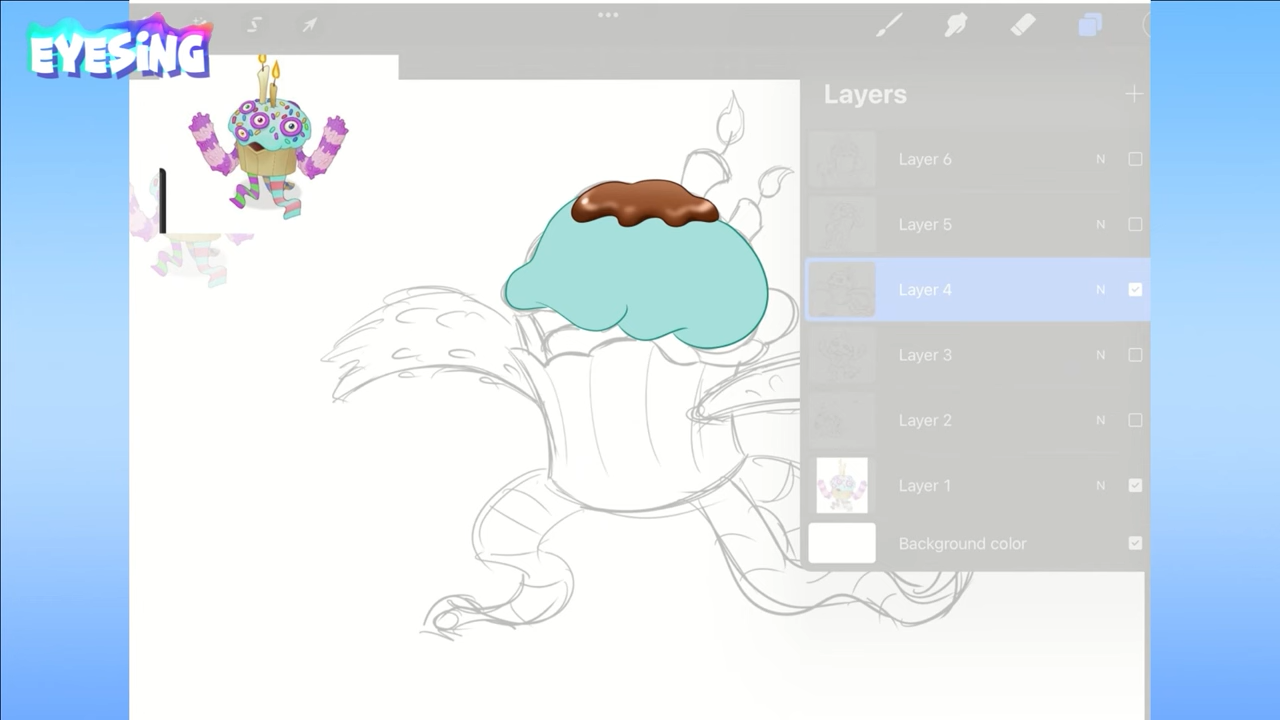 EYESiNG
Layers
Layer 6 N
Layer 5 N
Layer 4 N
Layer 3 N
Layer 2 N
Layer 1 N
Background color